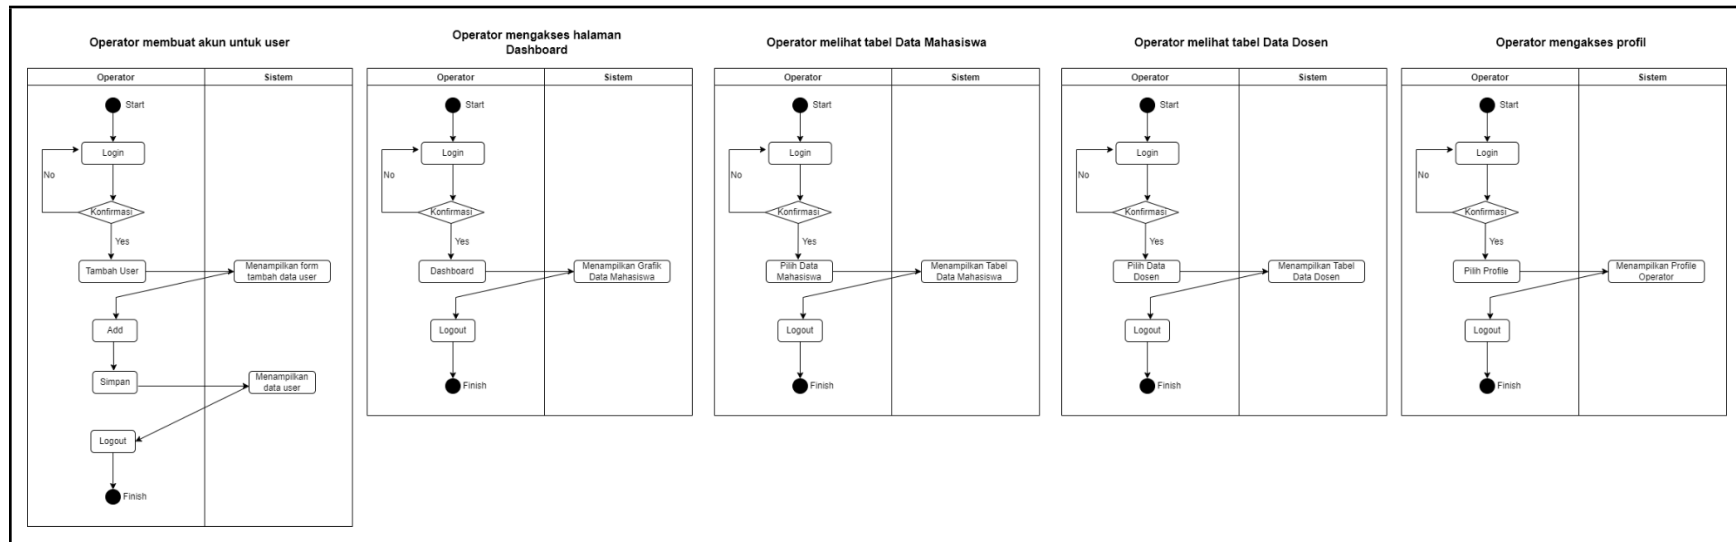 Operator membuat akun untuk user
Operator
Sistem
Start
Login
No
Konfirmasi
Yes
Tambah User
Menampilkan form
tambah data user
Add
Simpan
Menampilkan
data user
Logout
Finish
Operator mengakses halaman
Dashboard
Operator
Sistem
Start
Login
No
Konfirmasi
Yes
Dashboard
Menampilkan Grafik
Data Mahasiswa
Logout
Finish
Operator melihat tabel Data Mahasiswa
Operator
Sistem
Start
Login
No
Konfirmasi
Yes
Pilih Data
Mahasiswa
Menampilkan Tabel
Data Mahasiswa
Logout
Finish
Operator melihat tabel Data Dosen
Operator
Sistem
Start
Login
No
Konfirmasi
Yes
Pilih Data
Dosen
Menampilkan Tabel
Data Dosen
Logout
Finish
Operator mengakses profil
Operator
Sistem
Start
Login
No
Konfirmasi
Yes
Pilih Profile
Menampilkan Profile
Operator
Logout
Finish